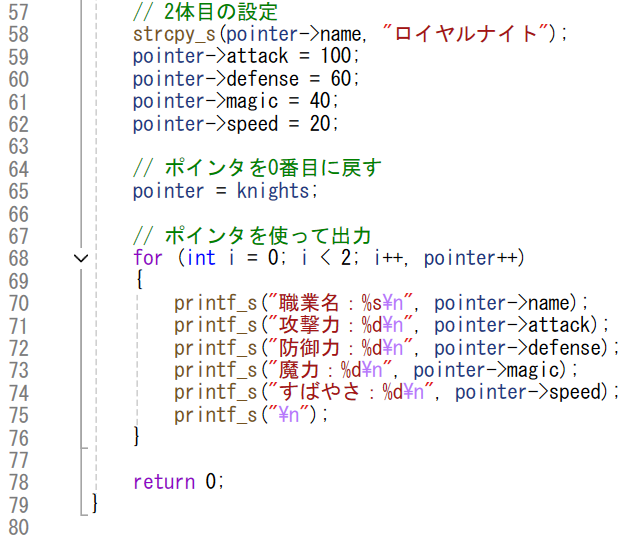 57 // 2体目の設定
58 strcpy_s(pointer->name, "ロイヤルナイト");
59 pointer->attack = 100;
60 pointer->defense = 60;
61 pointer->magic = 40;
62 pointer->speed = 20;
63
64 // ポインタを0番目に戻す
65 pointer = knights;
66
67 // ポインタを使って出力
68 for (int i = 0; i < 2; i++, pointer++)
69 {
70 printf_s("職業名：%s¥n", pointer->name);
71 printf_s("攻撃力：%d¥n", pointer->attack);
72 printf_s("防御力：%d¥n", pointer->defense);
73 printf_s("魔力：%d¥n", pointer->magic);
74 printf_s("すばやさ：%d¥n", pointer->speed);
75 printf_s("¥n");
76 }
77
78 return 0;
79 }
80